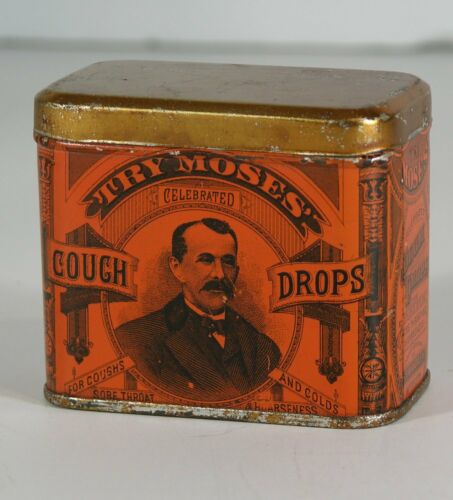 TRY MOSES'
CELEBRATED
COUGH DROPS
FOR COUGHS AND COLDS
SORE THROAT & HOARSENESS